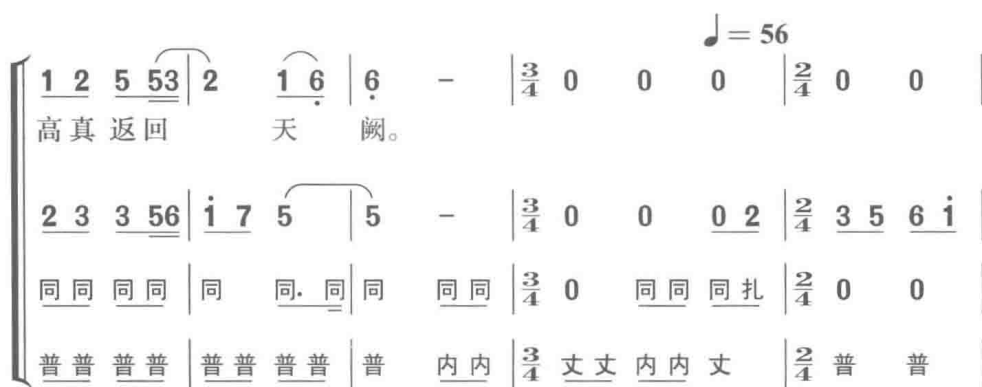 ♩= 56
1 2 5 53 | 2 1 6̣ | 6̣ - | 3/4 0 0 0 | 2/4 0 0
高真返回 天 阙。
2 3 3 56 | 1̇ 7 5 | 5 - | 3/4 0 0 0 2 | 2/4 3 5 6 1̇
同同 同同 | 同 同. 同 | 同 同同 | 3/4 0 同同 同扎 | 2/4 0 0
普普 普普 | 普普 普普 | 普 内内 | 3/4 丈丈 内内 丈 | 2/4 普 普